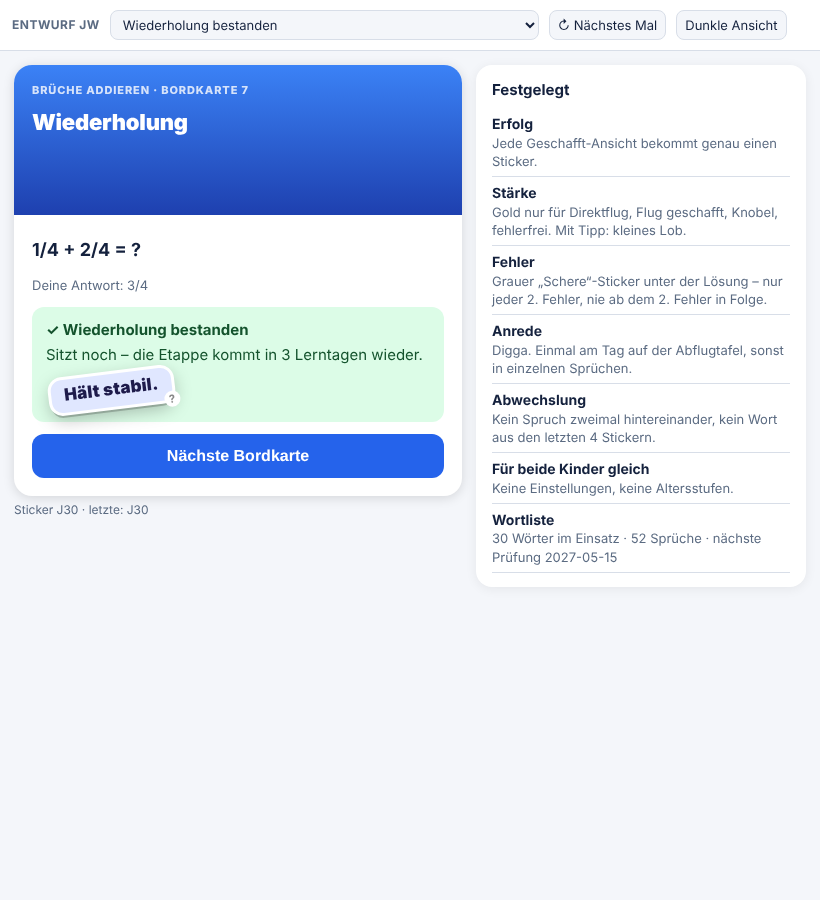 ENTWURF JW
Wiederholung bestanden
↻ Nächstes Mal
Dunkle Ansicht
BRÜCHE ADDIEREN · BORDKARTE 7
Wiederholung
1/4 + 2/4 = ?
Deine Antwort: 3/4
✓ Wiederholung bestanden
Sitzt noch – die Etappe kommt in 3 Lerntagen wieder.
Hält stabil.
?
Nächste Bordkarte
Sticker J30 · letzte: J30
Festgelegt
Erfolg
Jede Geschafft-Ansicht bekommt genau einen
Sticker.
Stärke
Gold nur für Direktflug, Flug geschafft, Knobel,
fehlerfrei. Mit Tipp: kleines Lob.
Fehler
Grauer „Schere“-Sticker unter der Lösung – nur
jeder 2. Fehler, nie ab dem 2. Fehler in Folge.
Anrede
Digga. Einmal am Tag auf der Abflugtafel, sonst
in einzelnen Sprüchen.
Abwechslung
Kein Spruch zweimal hintereinander, kein Wort
aus den letzten 4 Stickern.
Für beide Kinder gleich
Keine Einstellungen, keine Altersstufen.
Wortliste
30 Wörter im Einsatz · 52 Sprüche · nächste
Prüfung 2027-05-15